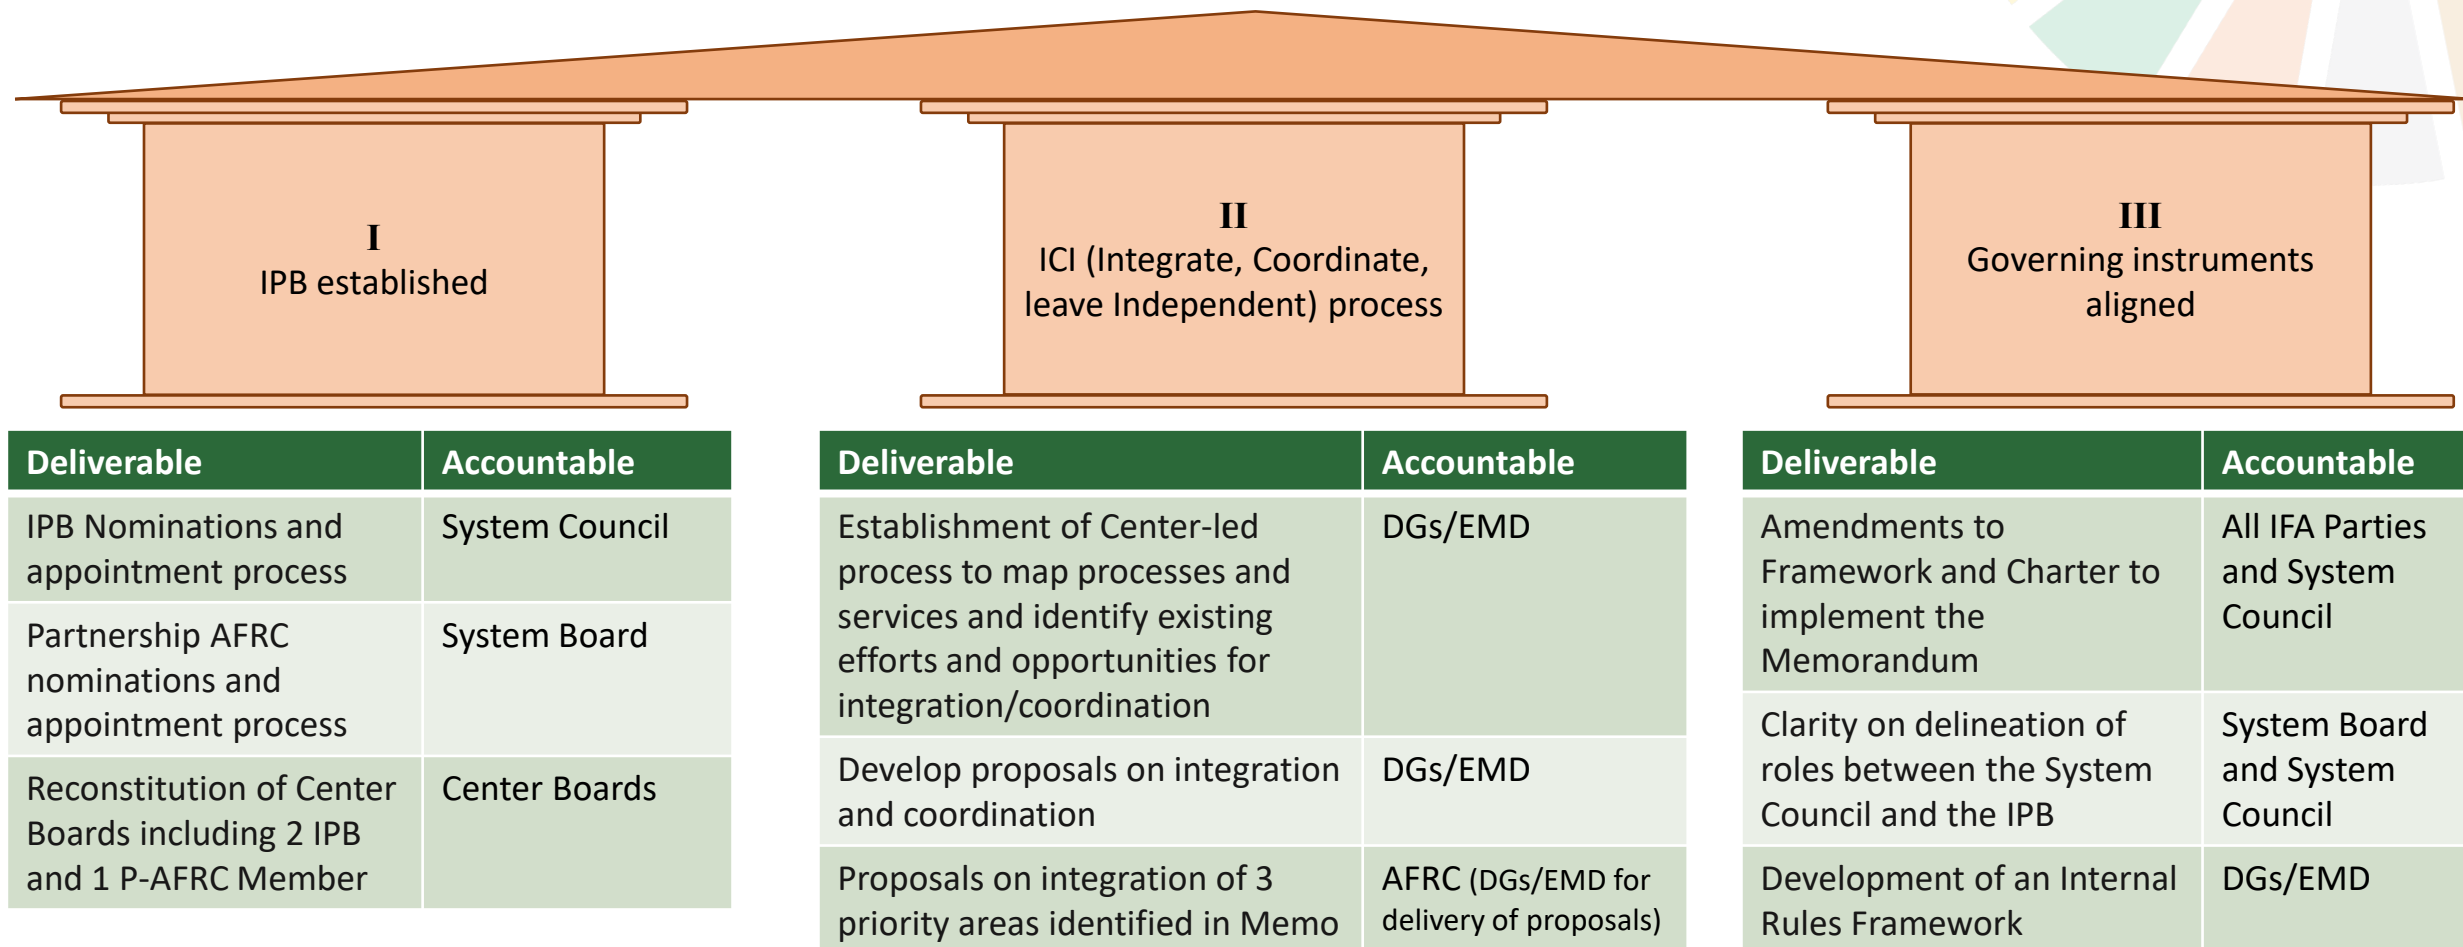 I
IPB established
II
ICI (Integrate, Coordinate,
leave Independent) process
III
Governing instruments
aligned
Deliverable
Accountable
IPB Nominations and
appointment process
System Council
Partnership AFRC
nominations and
appointment process
System Board
Reconstitution of Center
Boards including 2 IPB
and 1 P-AFRC Member
Center Boards
Deliverable
Accountable
Establishment of Center-led
process to map processes and
services and identify existing
efforts and opportunities for
integration/coordination
DGs/EMD
Develop proposals on integration
and coordination
DGs/EMD
Proposals on integration of 3
priority areas identified in Memo
AFRC (DGs/EMD for
delivery of proposals)
Deliverable
Accountable
Amendments to
Framework and Charter to
implement the
Memorandum
All IFA Parties
and System
Council
Clarity on delineation of
roles between the System
Council and the IPB
System Board
and System
Council
Development of an Internal
Rules Framework
DGs/EMD